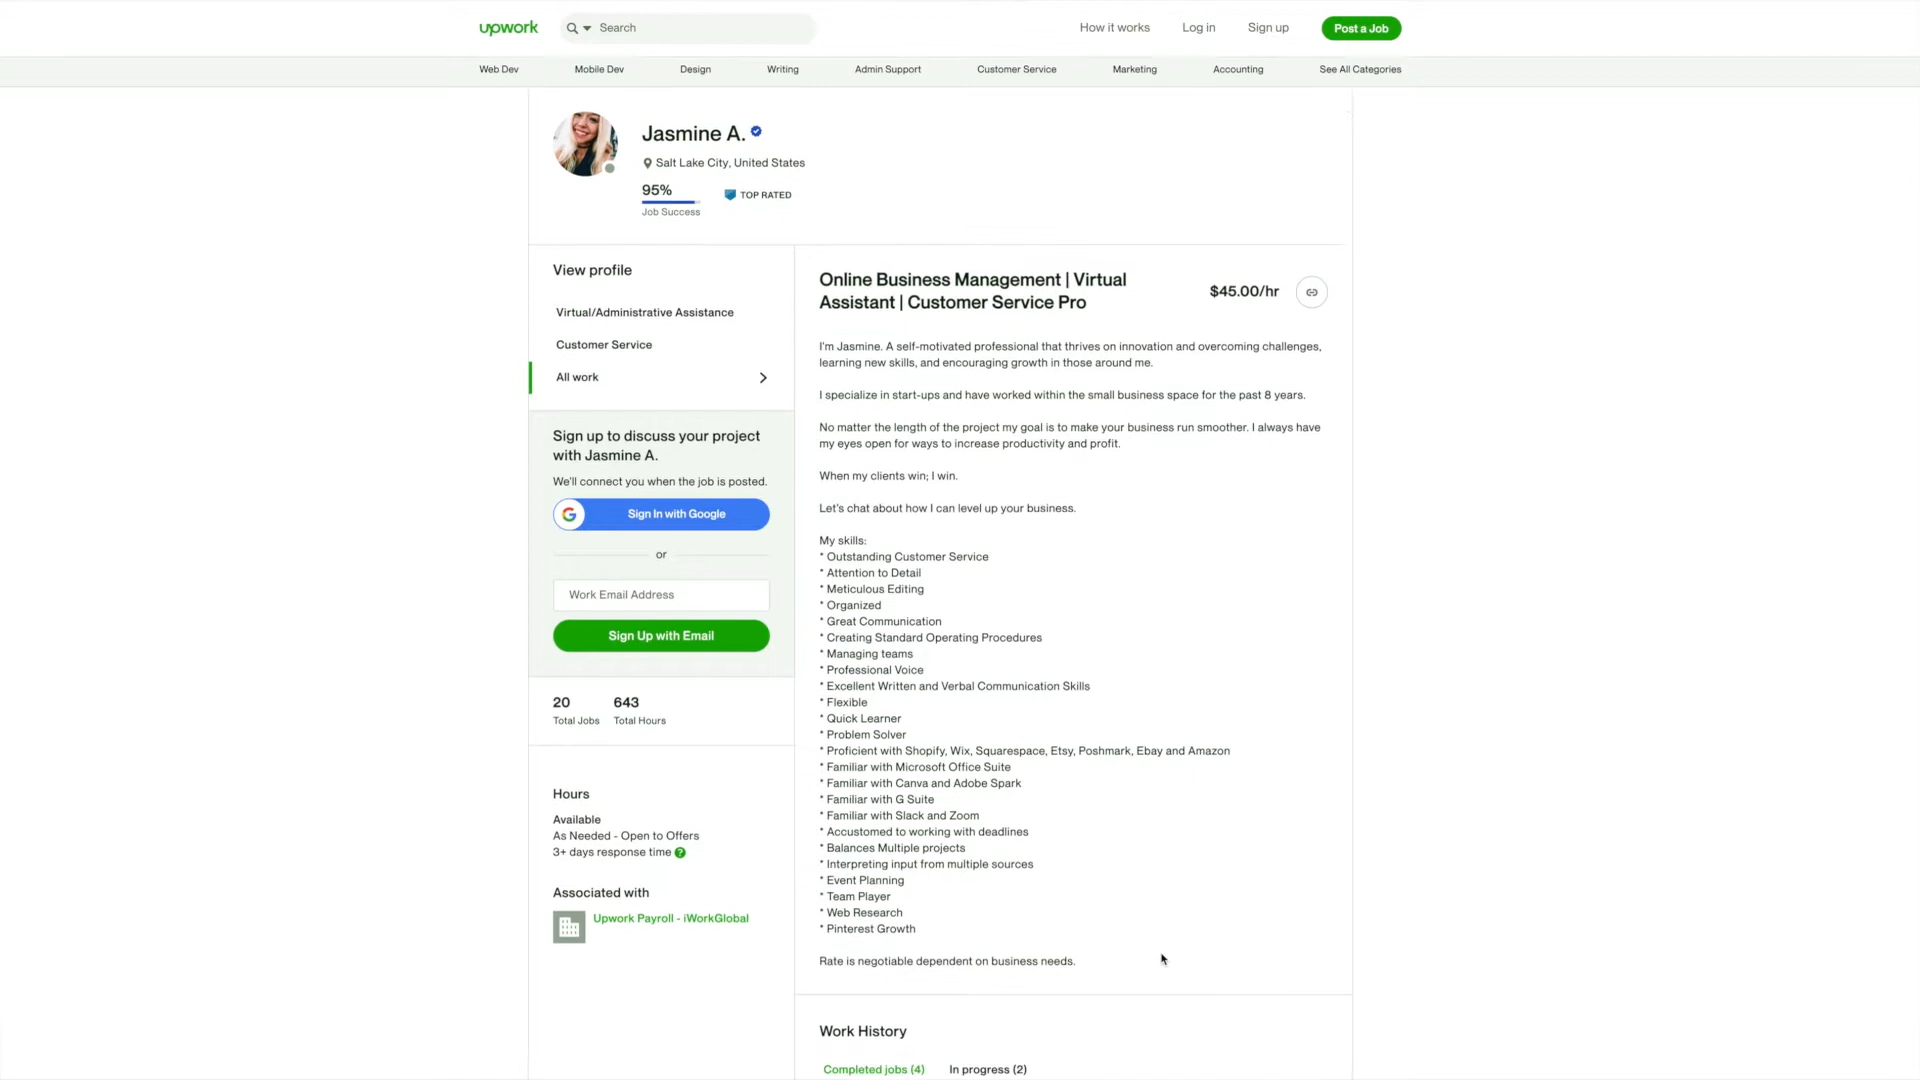 upwork
Search
How it works
Log in
Sign up
Post a Job
Web Dev
Mobile Dev
Design
Writing
Admin Support
Customer Service
Marketing
Accounting
See All Categories
Jasmine A.
Salt Lake City, United States
95%
TOP RATED
Job Success
View profile
Virtual/Administrative Assistance
Customer Service
All work
Sign up to discuss your project
with Jasmine A.
We'll connect you when the job is posted.
Sign In with Google
or
Work Email Address
Sign Up with Email
20
643
Total Jobs
Total Hours
Hours
Available
As Needed - Open to Offers
3+ days response time ?
Associated with
Upwork Payroll - iWorkGlobal
Online Business Management | Virtual
Assistant | Customer Service Pro
$45.00/hr
I'm Jasmine. A self-motivated professional that thrives on innovation and overcoming challenges,
learning new skills, and encouraging growth in those around me.
I specialize in start-ups and have worked within the small business space for the past 8 years.
No matter the length of the project my goal is to make your business run smoother. I always have
my eyes open for ways to increase productivity and profit.
When my clients win; I win.
Let's chat about how I can level up your business.
My skills:
* Outstanding Customer Service
* Attention to Detail
* Meticulous Editing
* Organized
* Great Communication
* Creating Standard Operating Procedures
* Managing teams
* Professional Voice
* Excellent Written and Verbal Communication Skills
* Flexible
* Quick Learner
* Problem Solver
* Proficient with Shopify, Wix, Squarespace, Etsy, Poshmark, Ebay and Amazon
* Familiar with Microsoft Office Suite
* Familiar with Canva and Adobe Spark
* Familiar with G Suite
* Familiar with Slack and Zoom
* Accustomed to working with deadlines
* Balances Multiple projects
* Interpreting input from multiple sources
* Event Planning
* Team Player
* Web Research
* Pinterest Growth
Rate is negotiable dependent on business needs.
Work History
Completed jobs (4)
In progress (2)